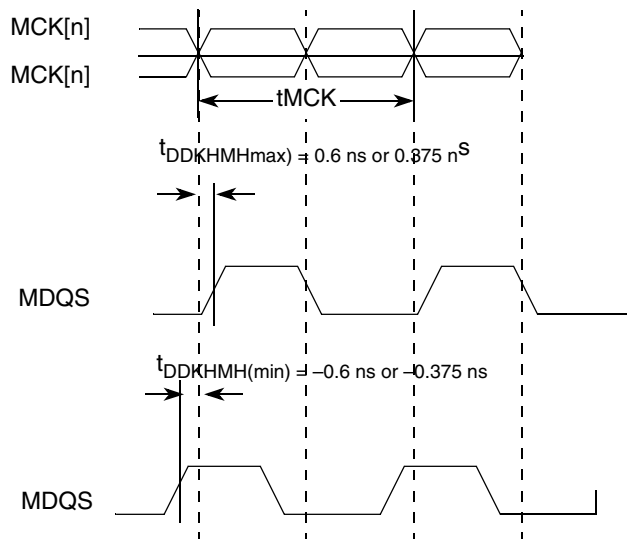 MCK[n]
MCK[n]
tMCK
tDDKHMHmax) = 0.6 ns or 0.375 ns
MDQS
tDDKHMH(min) = –0.6 ns or –0.375 ns
MDQS